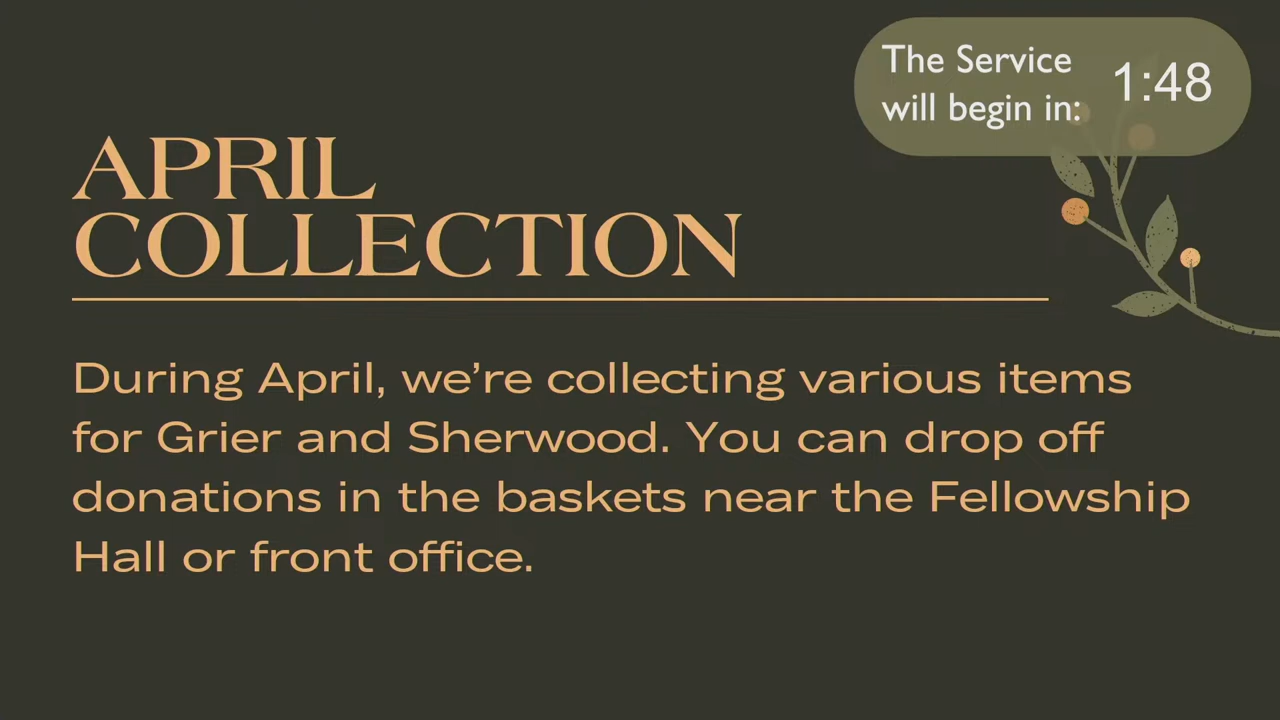 The Service
will begin in:
1:48
APRIL
COLLECTION
During April, we’re collecting various items
for Grier and Sherwood. You can drop off
donations in the baskets near the Fellowship
Hall or front office.